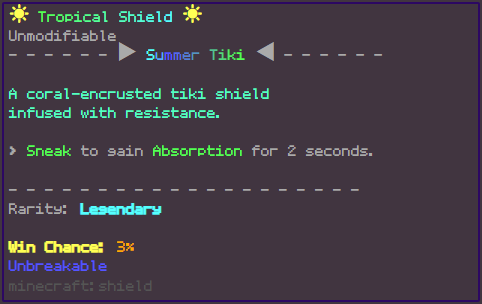 ☀ Tropical Shield ☀
Unmodifiable
- - - - - - ▶ Summer Tiki ◀ - - - - - -
A coral-encrusted tiki shield
infused with resistance.
> Sneak to gain Absorption for 2 seconds.
- - - - - - - - - - - - - - - - - - - -
Rarity: Legendary
Win Chance: 3%
Unbreakable
minecraft:shield